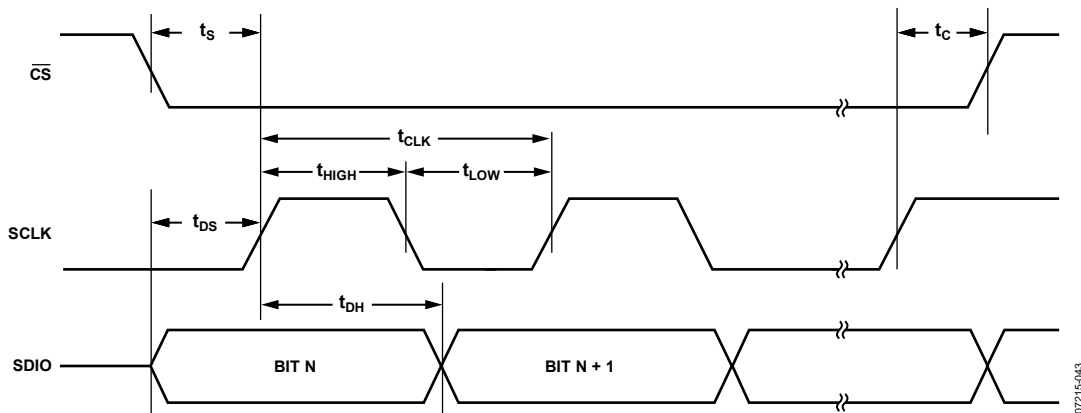 tS
tC
CS
tCLK
tHIGH
tLOW
tDS
SCLK
tDH
SDIO
BIT N
BIT N + 1
07215-043